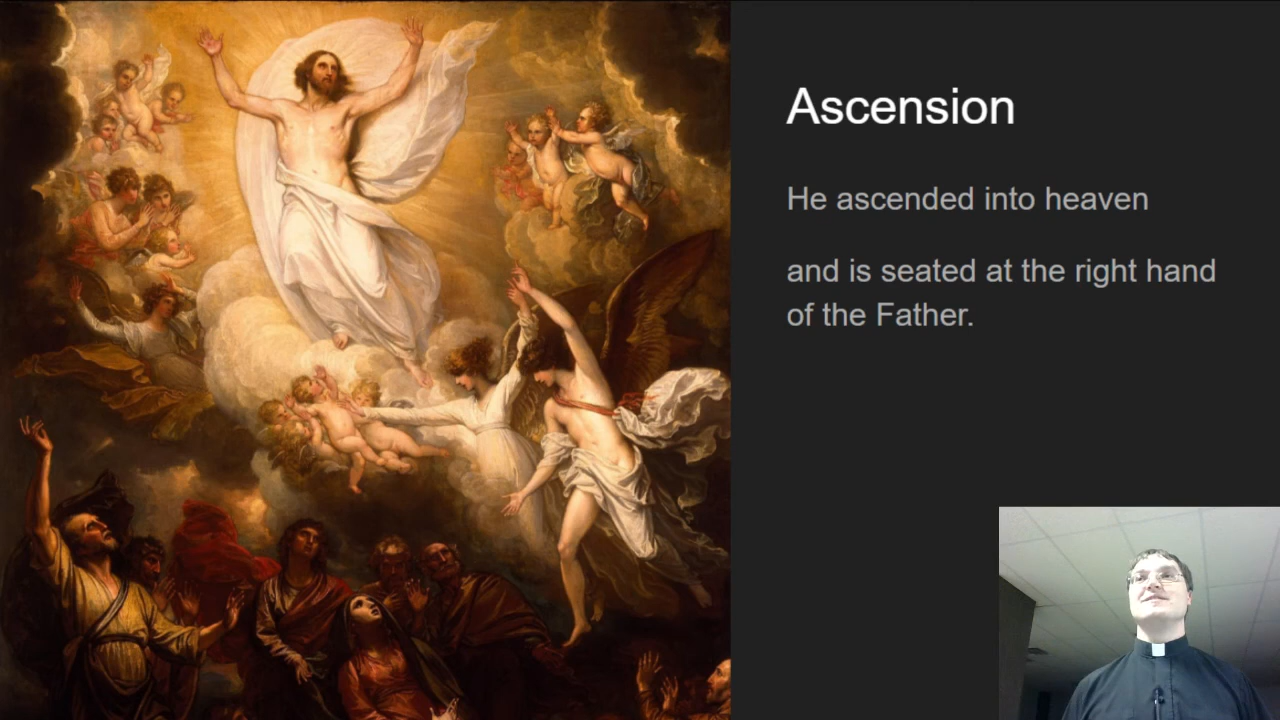 Ascension
He ascended into heaven
and is seated at the right hand
of the Father.